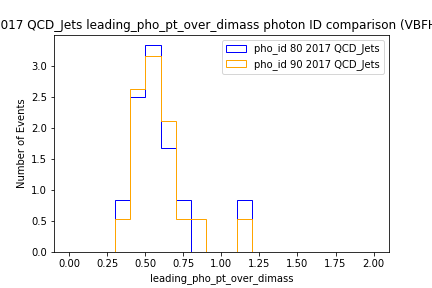 017 QCD_Jets leading_pho_pt_over_dimass photon ID comparison (VBFH
pho_id 80 2017 QCD_Jets
pho_id 90 2017 QCD_Jets
Number of Events
3.0
2.5
2.0
1.5
1.0
0.5
0.0
0.00 0.25 0.50 0.75 1.00 1.25 1.50 1.75 2.00
leading_pho_pt_over_dimass